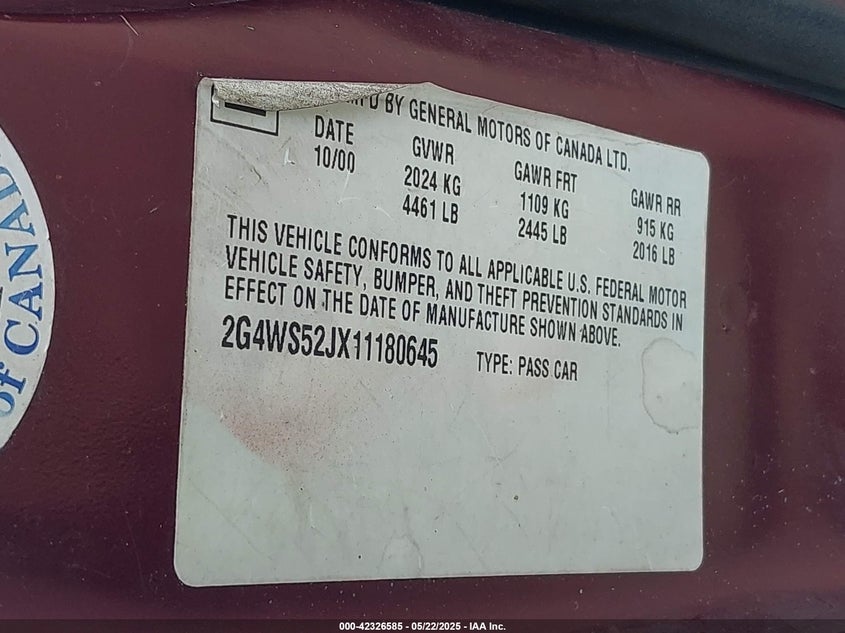 MFD BY GENERAL MOTORS OF CANADA LTD.
DATE GVWR GAWR FRT GAWR RR
10/00 2024 KG 1109 KG 915 KG
4461 LB 2445 LB 2016 LB
THIS VEHICLE CONFORMS TO ALL APPLICABLE U.S. FEDERAL MOTOR
VEHICLE SAFETY, BUMPER, AND THEFT PREVENTION STANDARDS IN
EFFECT ON THE DATE OF MANUFACTURE SHOWN ABOVE.
2G4WS52JX11180645 TYPE: PASS CAR
of CANAD
000-42326585 - 05/22/2025 - IAA Inc.